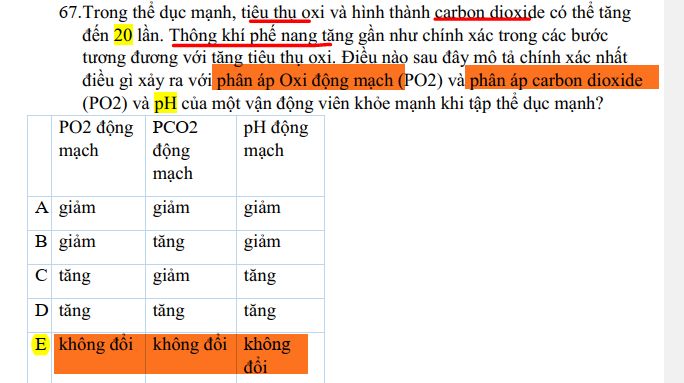 67.Trong thể dục mạnh, tiêu thụ oxi và hình thành carbon dioxide có thể tăng
đến 20 lần. Thông khí phế nang tăng gần như chính xác trong các bước
tương đương với tăng tiêu thụ oxi. Điều nào sau đây mô tả chính xác nhất
điều gì xảy ra với phân áp Oxi động mạch (PO2) và phân áp carbon dioxide
(PO2) và pH của một vận động viên khỏe mạnh khi tập thể dục mạnh?
PO2 động PCO2 pH động
mạch động mạch
mạch
A giảm giảm giảm
B giảm tăng giảm
C tăng giảm tăng
D tăng tăng tăng
E không đổi không đổi không
đổi